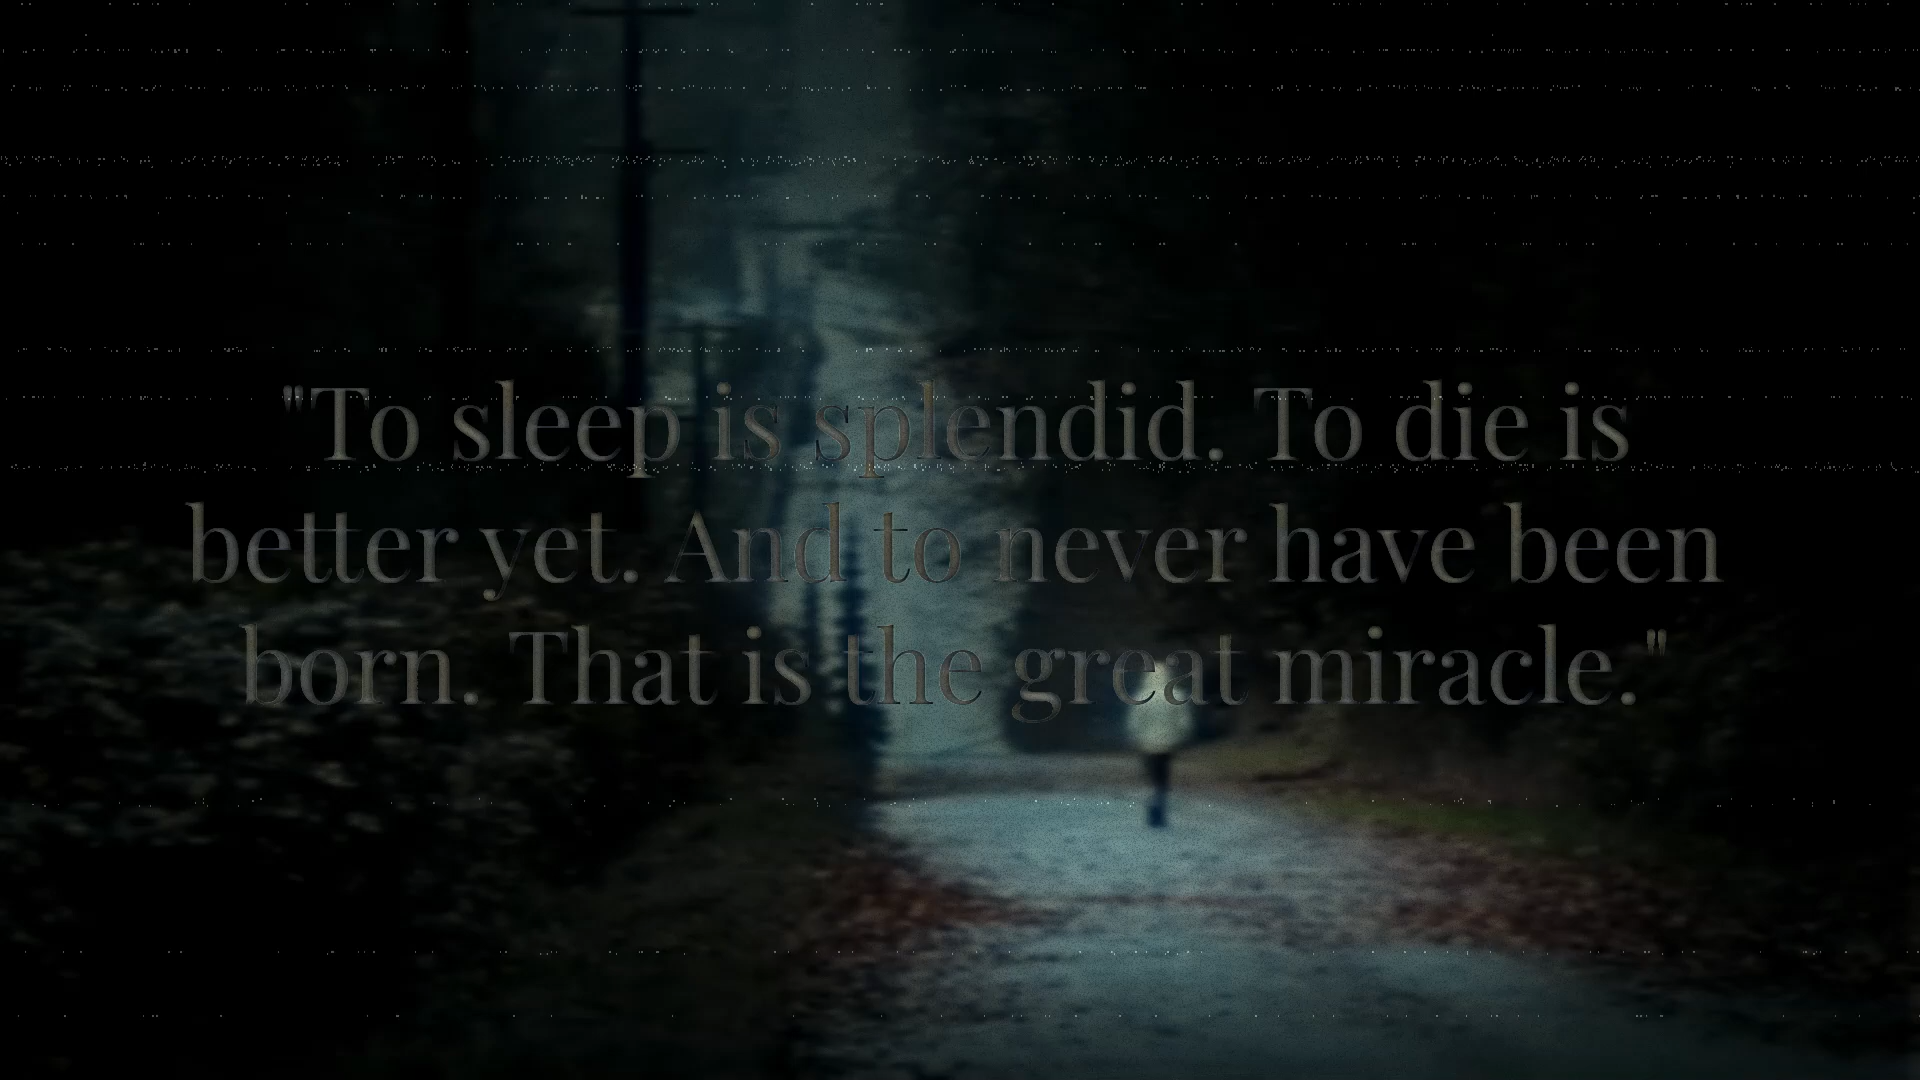 "To sleep is splendid. To die is
better yet. And to never have been
born. That is the great miracle."